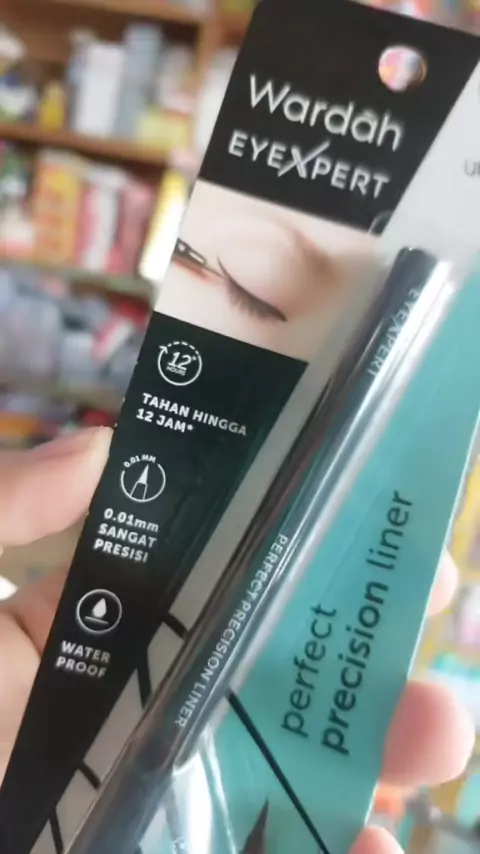 Wardah
EYEXPERT
12
HOURS
TAHAN HINGGA
12 JAM*
0.01 MM
0.01mm
SANGAT
PRESISI
WATER
PROOF
EYEXPERT
PERFECT PRECISION LINER
perfect
precision liner